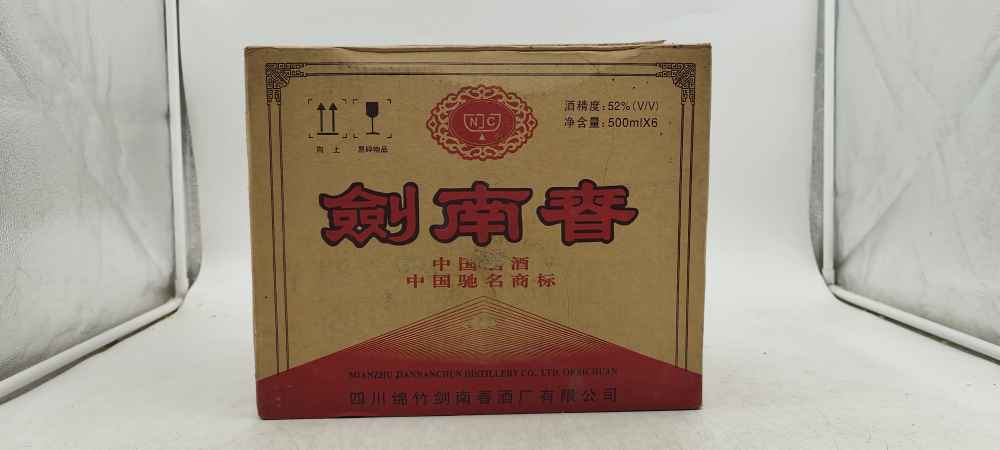 酒精度：52%(V/V)
净含量：500mlX6
向 上
易碎物品
NJC
劍南春
中国名酒
中国驰名商标
MIANZHU JIANNANCHUN DISTILLERY CO., LTD. OF SICHUAN
四川绵竹剑南春酒厂有限公司